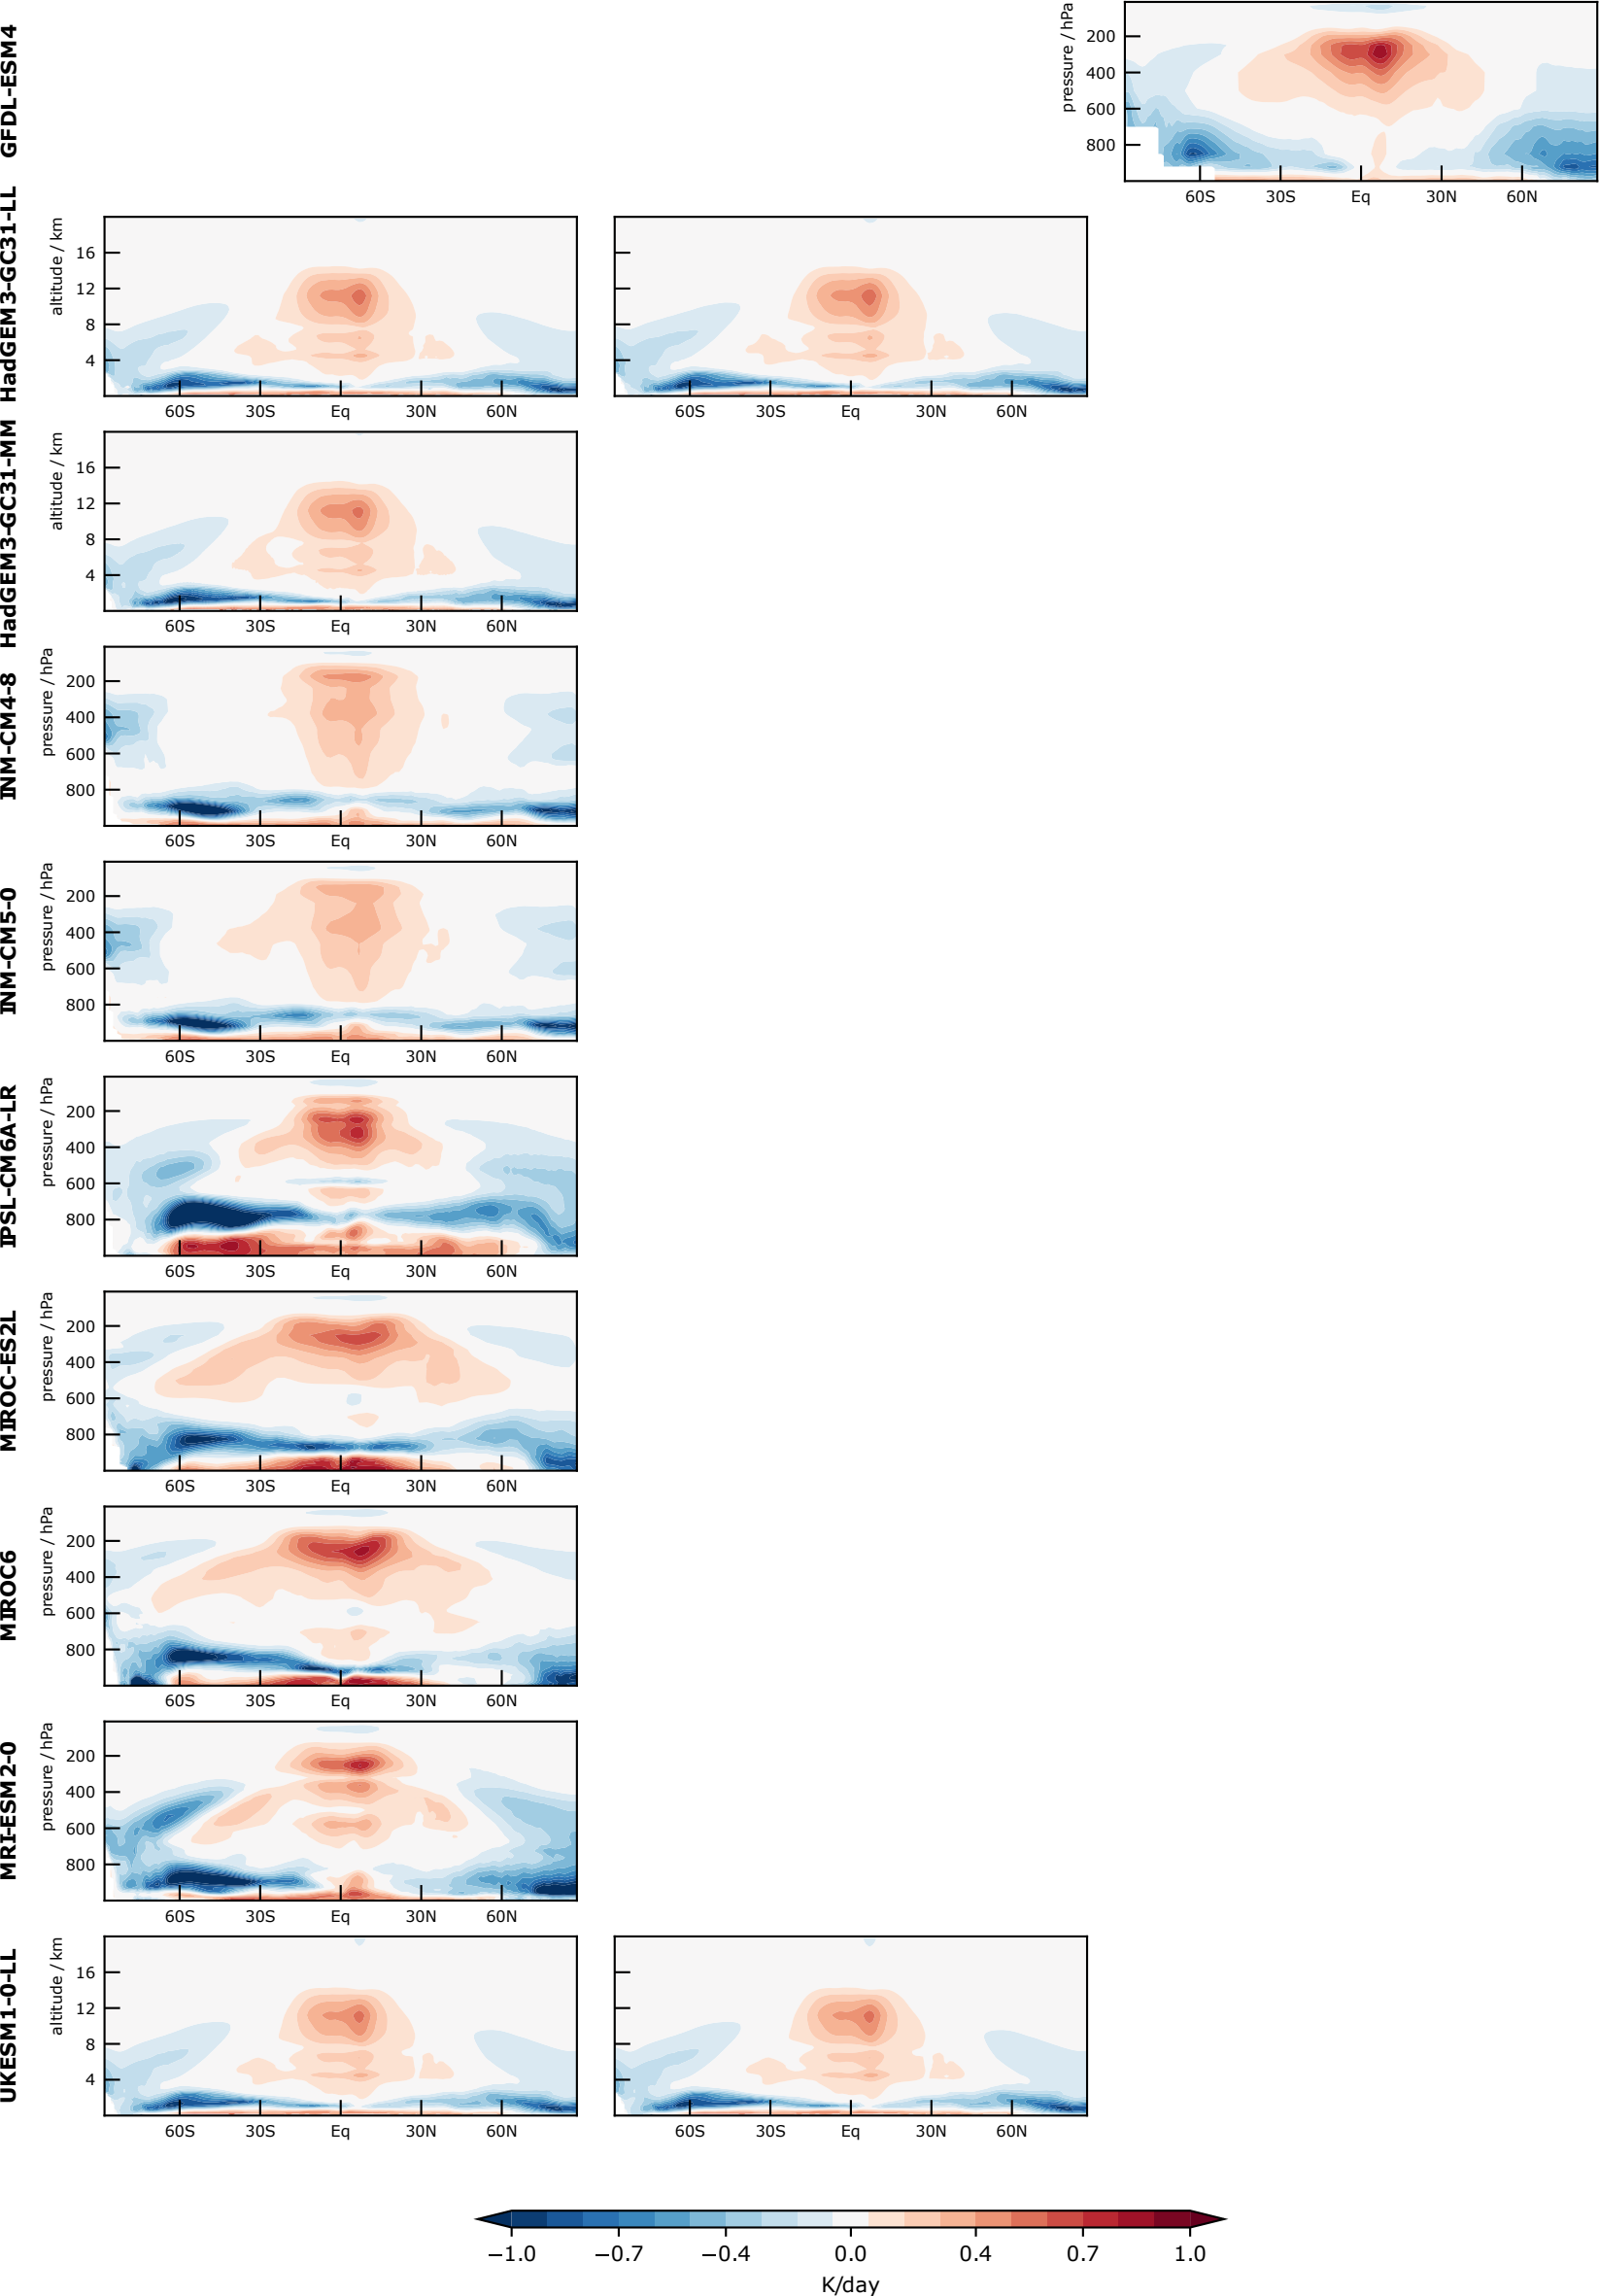 GFDL-ESM4
pressure / hPa
200
400
600
800
60S 30S Eq 30N 60N
HadGEM3-GC31-LL
altitude / km
16
12
8
4
60S 30S Eq 30N 60N
60S 30S Eq 30N 60N
HadGEM3-GC31-MM
altitude / km
16
12
8
4
60S 30S Eq 30N 60N
INM-CM4-8
pressure / hPa
200
400
600
800
60S 30S Eq 30N 60N
INM-CM5-0
pressure / hPa
200
400
600
800
60S 30S Eq 30N 60N
IPSL-CM6A-LR
pressure / hPa
200
400
600
800
60S 30S Eq 30N 60N
MIROC-ES2L
pressure / hPa
200
400
600
800
60S 30S Eq 30N 60N
MIROC6
pressure / hPa
200
400
600
800
60S 30S Eq 30N 60N
MRI-ESM2-0
pressure / hPa
200
400
600
800
60S 30S Eq 30N 60N
UKESM1-0-LL
altitude / km
16
12
8
4
60S 30S Eq 30N 60N
60S 30S Eq 30N 60N
−1.0 −0.7 −0.4 0.0 0.4 0.7 1.0
K/day